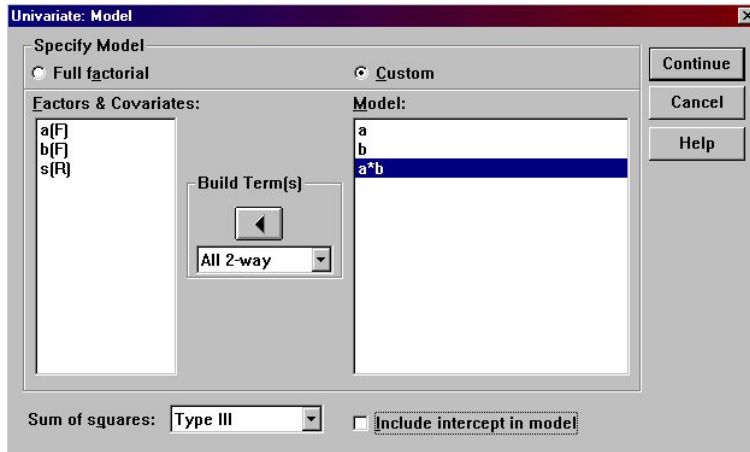 Univariate: Model
Specify Model
Full factorial
Custom
Continue
Cancel
Help
Factors & Covariates:
a(F)
b(F)
s(R)
Build Term(s)
All 2-way
Model:
a
b
a*b
Sum of squares:
Type III
Include intercept in model